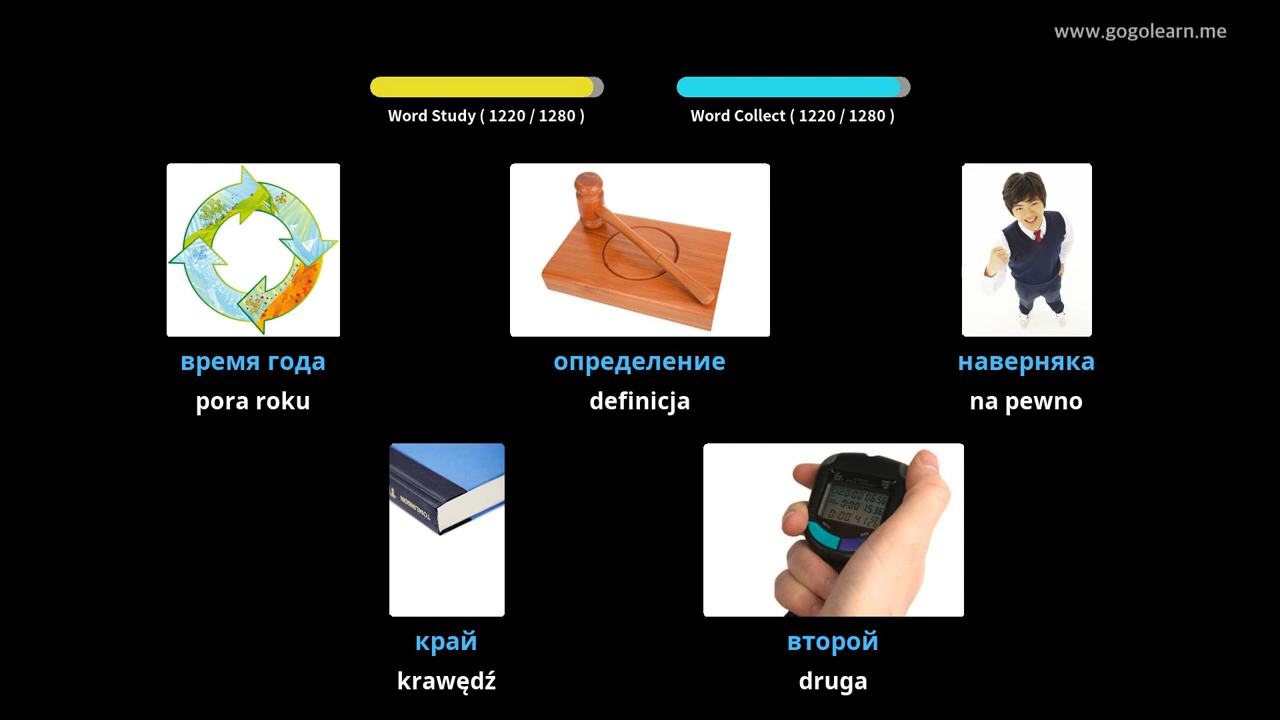 www.gogolearn.me
Word Study ( 1220 / 1280 )
Word Collect ( 1220 / 1280 )
время года
pora roku
определение
definicja
наверняка
na pewno
TOMLINSON
край
krawędź
второй
druga